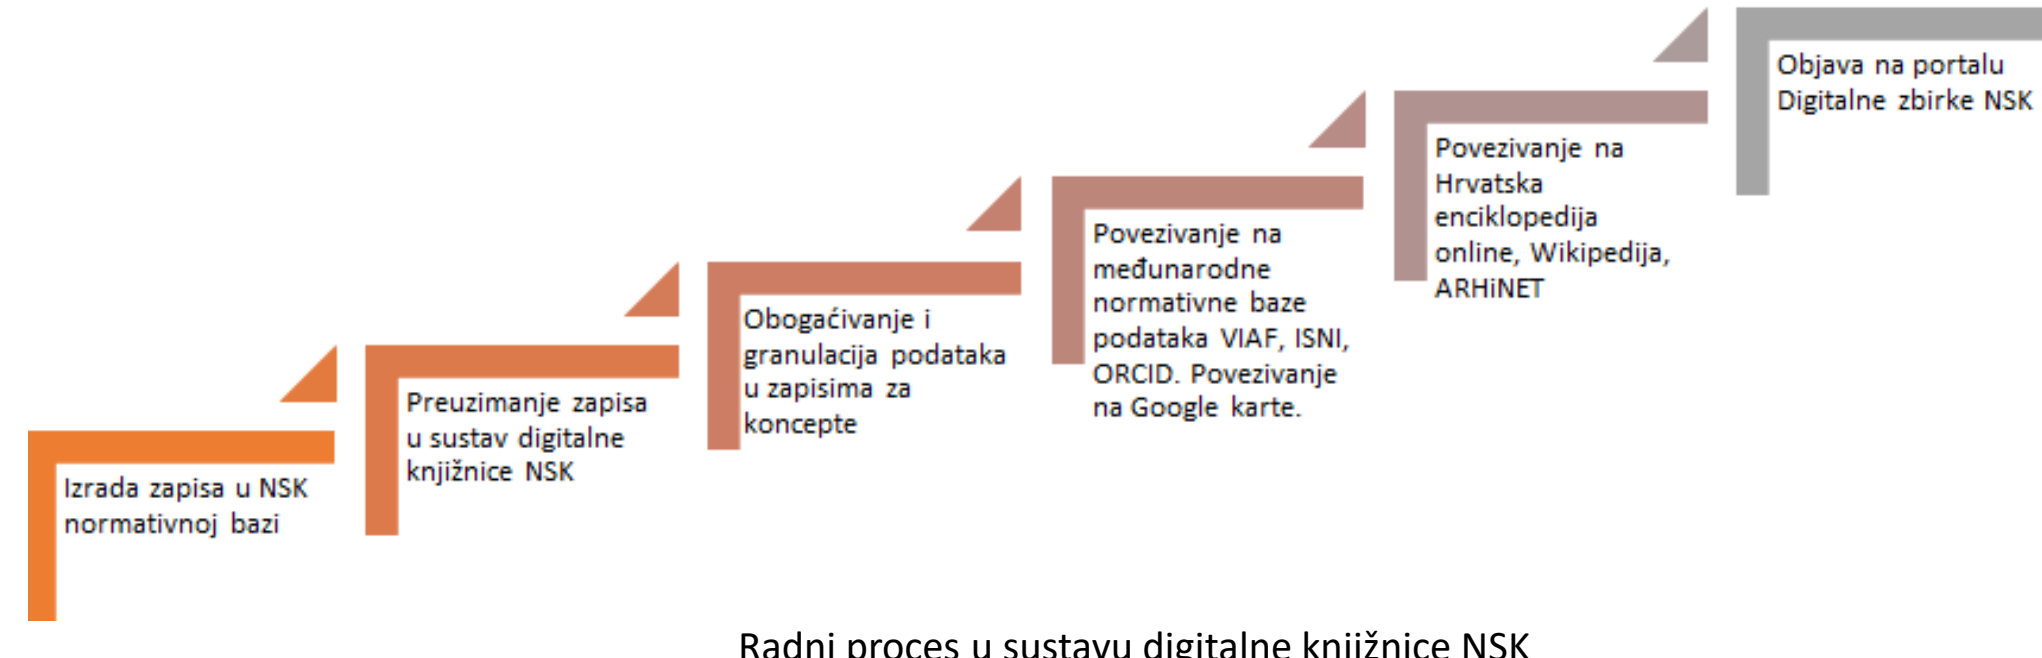 Izrada zapisa u NSK
normativnoj bazi
Preuzimanje zapisa
u sustav digitalne
knjižnice NSK
Obogaćivanje i
granulacija podataka
u zapisima za
koncepte
Povezivanje na
međunarodne
normativne baze
podataka VIAF, ISNI,
ORCID. Povezivanje
na Google karte.
Povezivanje na
Hrvatska
enciklopedija
online, Wikipedija,
ARHiNET
Objava na portalu
Digitalne zbirke NSK
Radni proces u sustavu digitalne knjižnice NSK